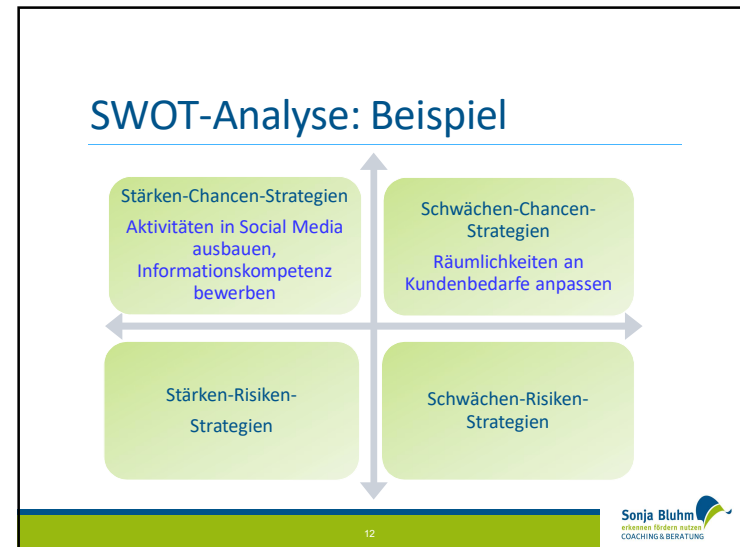 SWOT-Analyse: Beispiel
Stärken-Chancen-Strategien
Aktivitäten in Social Media
ausbauen,
Informationskompetenz
bewerben
Schwächen-Chancen-
Strategien
Räumlichkeiten an
Kundenbedarfe anpassen
Stärken-Risiken-
Strategien
Schwächen-Risiken-
Strategien
12
Sonja Bluhm
erkennen fördern nutzen
COACHING & BERATUNG